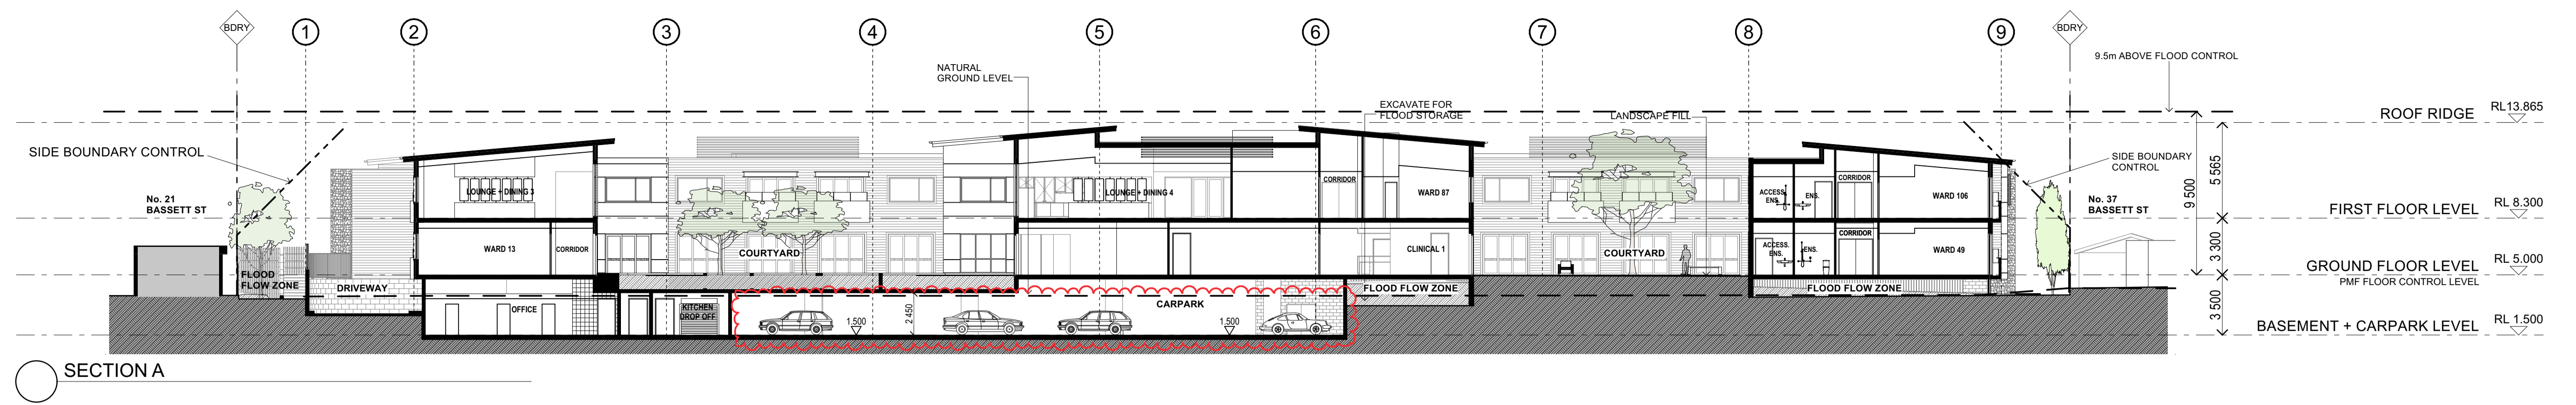 BDRY
1
2
3
4
5
6
7
8
9
BDRY
9.5m ABOVE FLOOD CONTROL
NATURAL
GROUND LEVEL
EXCAVATE FOR
FLOOD STORAGE
LANDSCAPE FILL
ROOF RIDGE
RL13.865
SIDE BOUNDARY CONTROL
SIDE BOUNDARY
CONTROL
No. 21
BASSETT ST
No. 37
BASSETT ST
LOUNGE + DINING 3
LOUNGE + DINING 4
CORRIDOR
WARD 87
ACCESS.
ENS.
ENS.
CORRIDOR
WARD 106
5 565
9 500
FIRST FLOOR LEVEL
RL 8.300
WARD 13
CORRIDOR
COURTYARD
CLINICAL 1
COURTYARD
ACCESS.
ENS.
ENS.
CORRIDOR
WARD 49
3 300
GROUND FLOOR LEVEL
RL 5.000
PMF FLOOR CONTROL LEVEL
FLOOD
FLOW ZONE
DRIVEWAY
OFFICE
KITCHEN
DROP OFF
CARPARK
1.500
2 450
1.500
FLOOD FLOW ZONE
FLOOD FLOW ZONE
3 500
BASEMENT + CARPARK LEVEL
RL 1.500
SECTION A